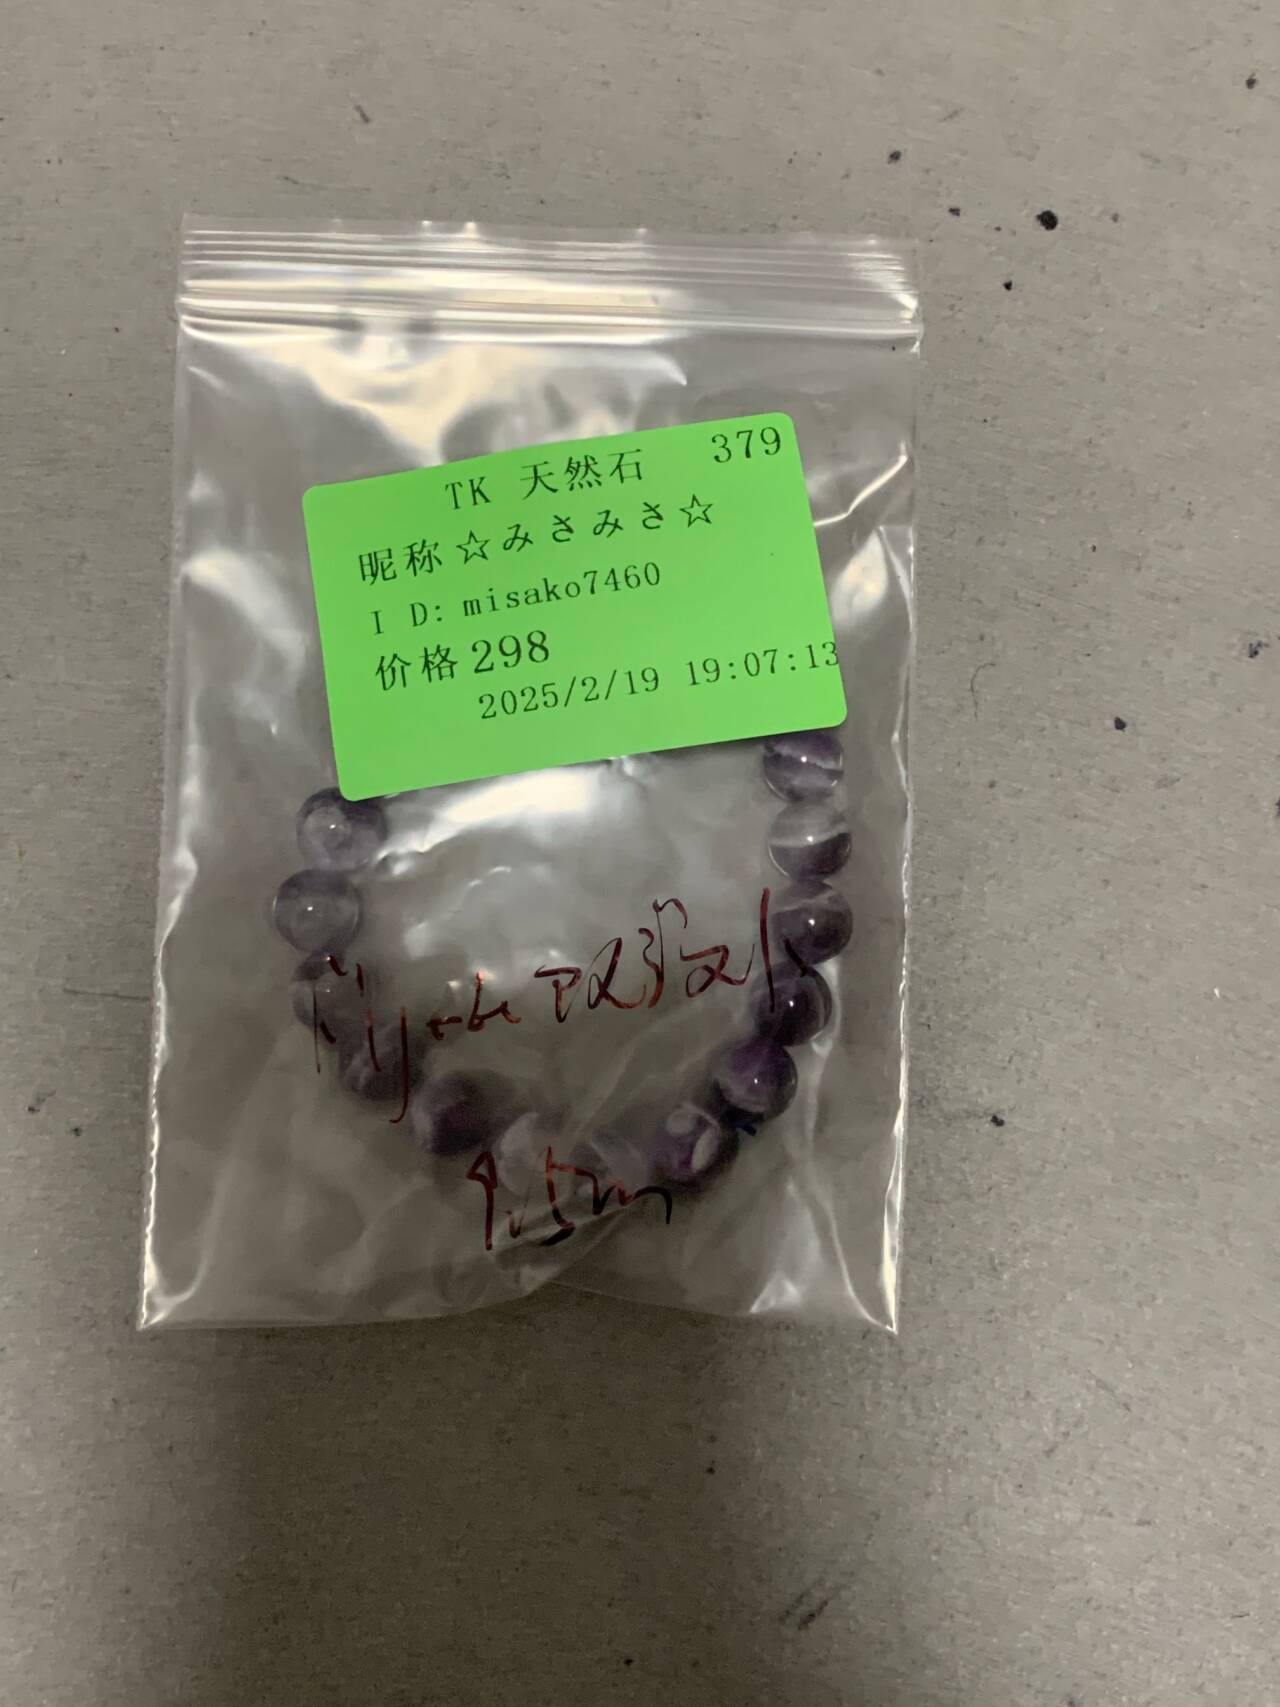 TK 天然石 379
昵称☆みさみさ☆
I D: misako7460
价格298
2025/2/19 19:07:13